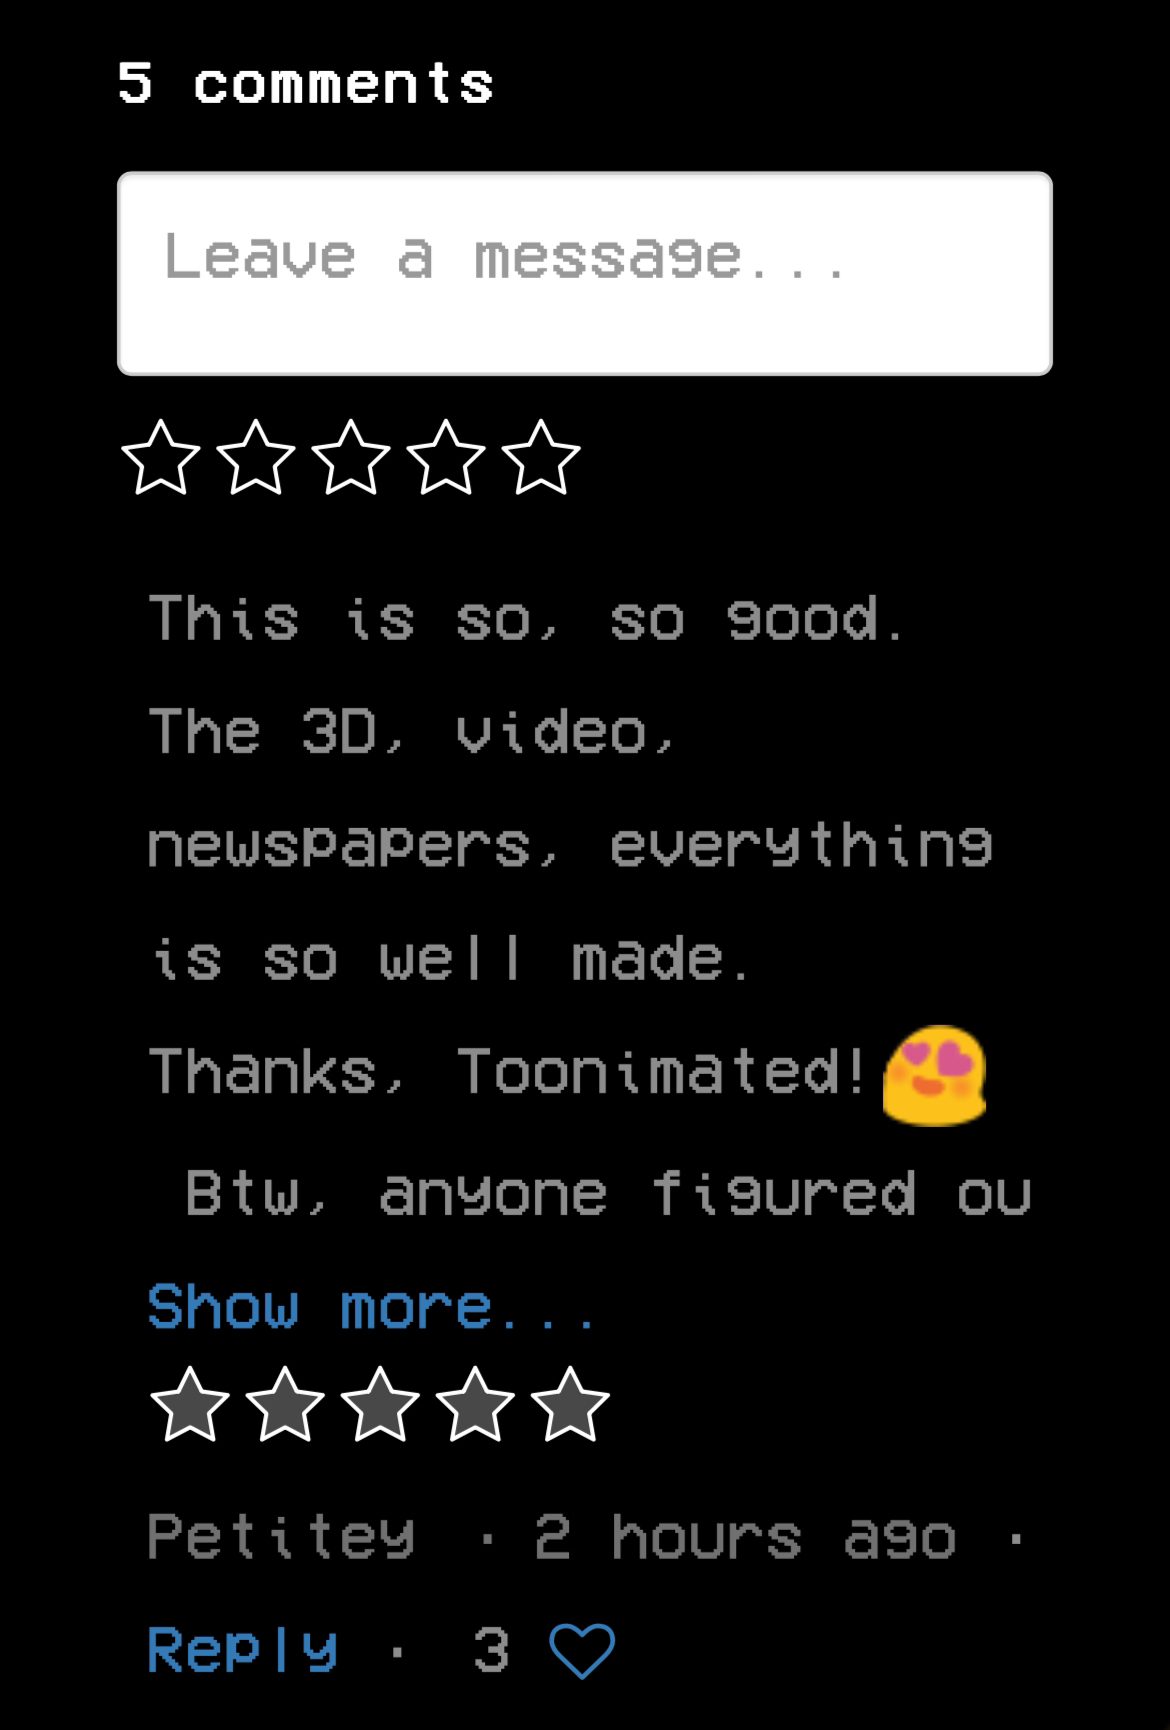 5 comments
Leave a message...
This is so, so good.
The 3D, video,
newspapers, everything
is so well made.
Thanks, Toonimated!😍
Btw, anyone figured ou
Show more...
Petitey · 2 hours ago ·
Reply · 3